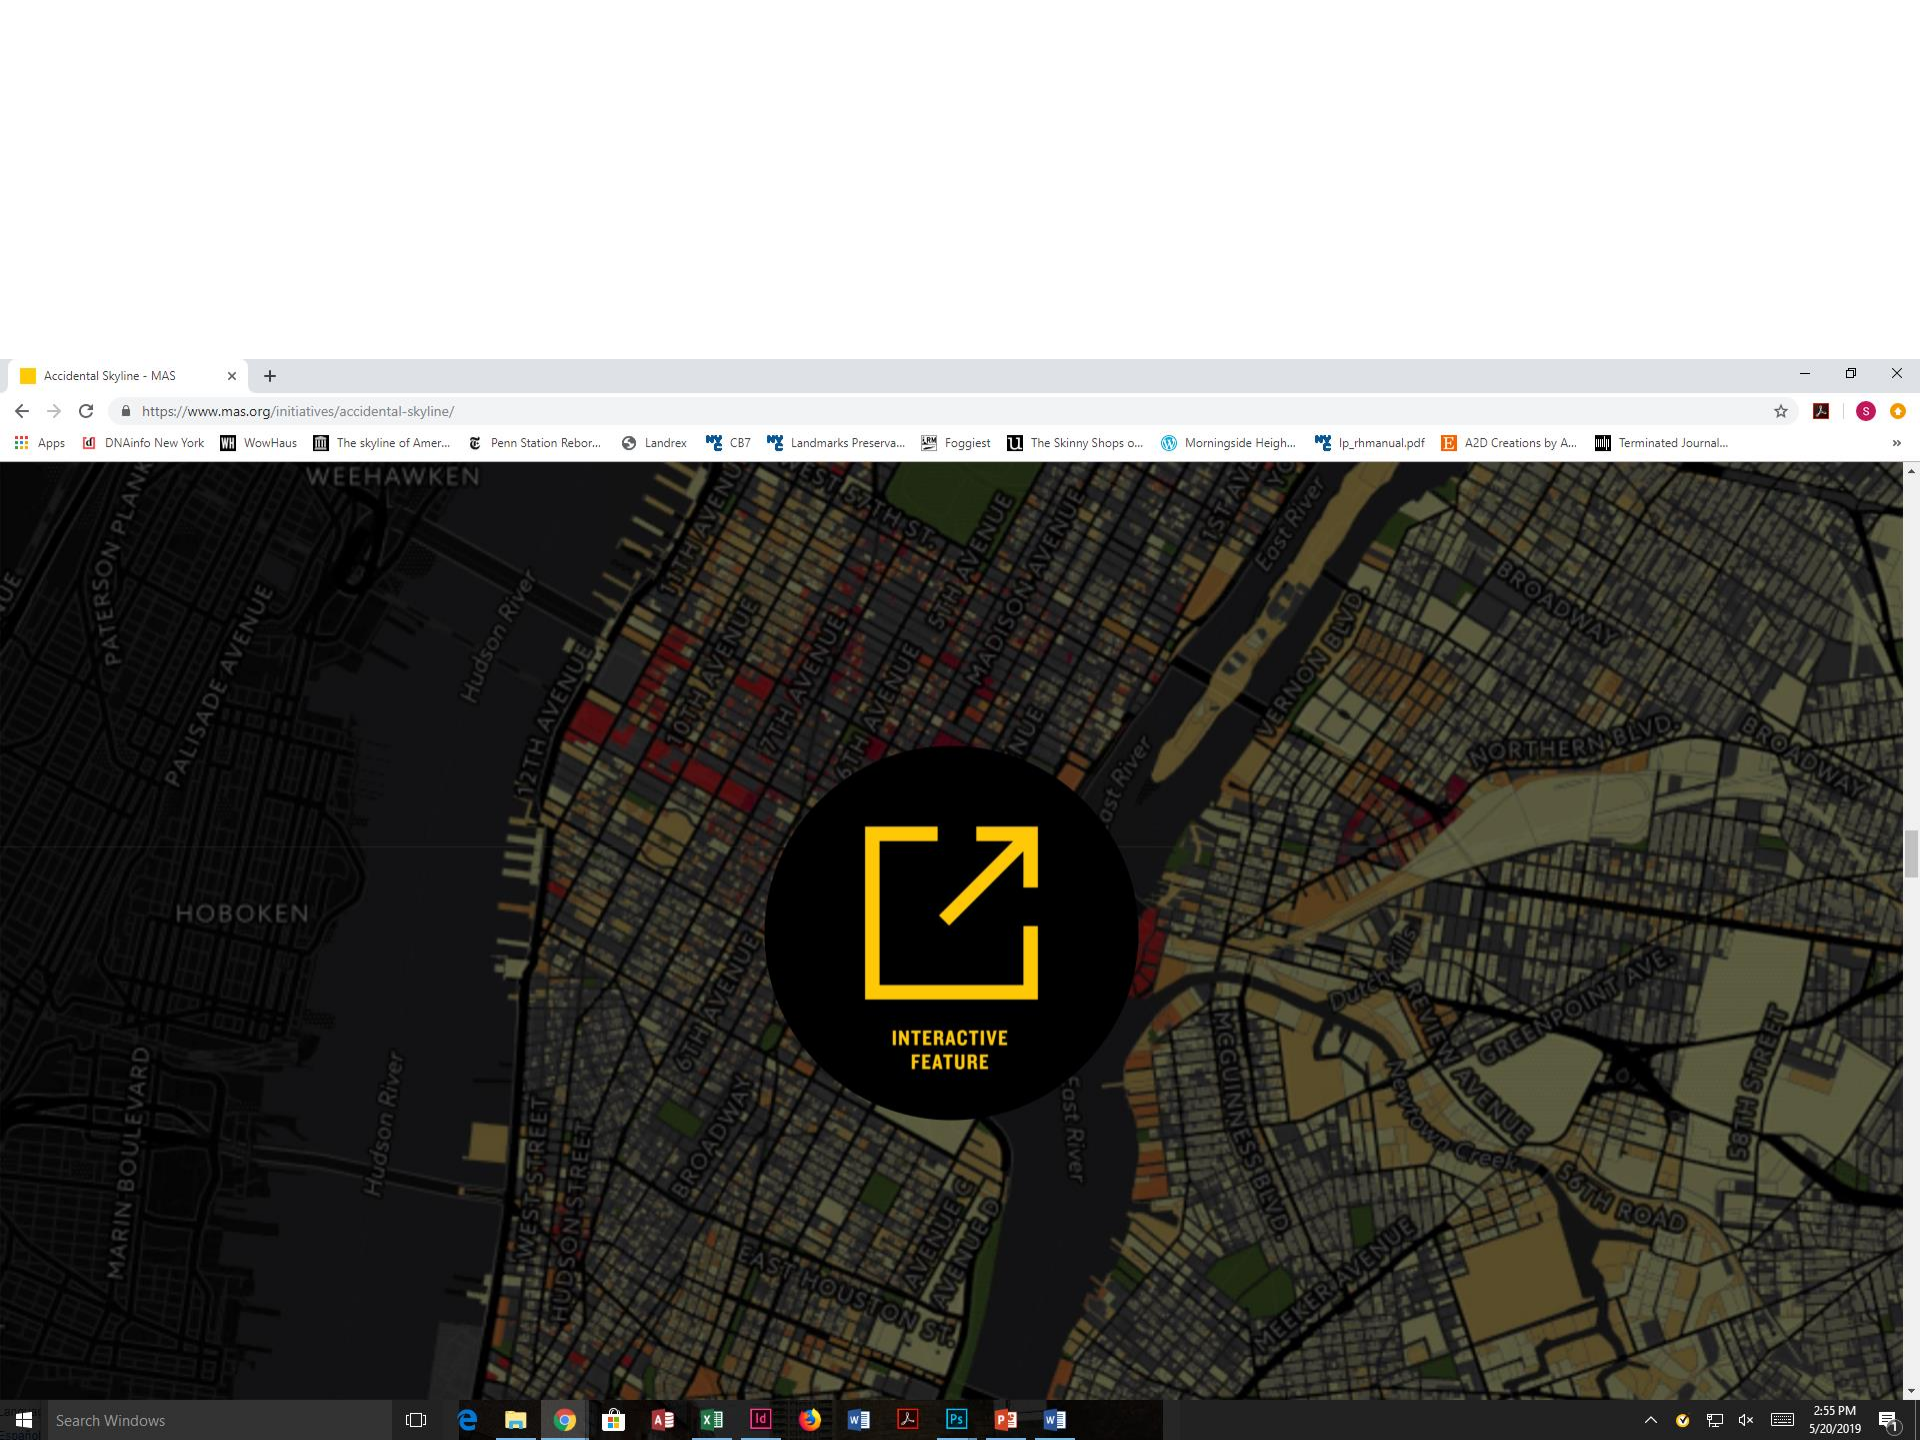 Accidental Skyline - MAS
https://www.mas.org/initiatives/accidental-skyline/
Apps DNAinfo New York WowHaus The skyline of Amer... Penn Station Rebor... Landrex CB7 Landmarks Preserva... Foggiest The Skinny Shops o... Morningside Heigh... lp_rhmanual.pdf A2D Creations by A... Terminated Journal... »
WEEHAWKEN
PATERSON PLANK
PALISADE AVENUE
Hudson River
11TH AVENU
WEST 57TH ST.
5TH AVENUE
MADISON AVENUE
1ST AVE
East River
10TH AVENUE
7TH AVENUE
6TH AVENUE
12TH AVENUE
VERNON BLVD.
BROADWAY
NORTHERN BLVD.
BROADWAY
East River
HOBOKEN
INTERACTIVE
FEATURE
6TH AVENUE
BROADWAY
Dutch Kills
REVIEW AVENUE
GREENPOINT AVE.
58TH STREET
MCGUINNESS BLVD.
Newtown Creek
56TH ROAD
MARIN BOULEVARD
Hudson River
WEST STREET
HUDSON STREET
East River
EAST HOUSTON ST.
AVENUE C
AVENUE D
MEEKER AVENUE
Search Windows
2:55 PM
5/20/2019